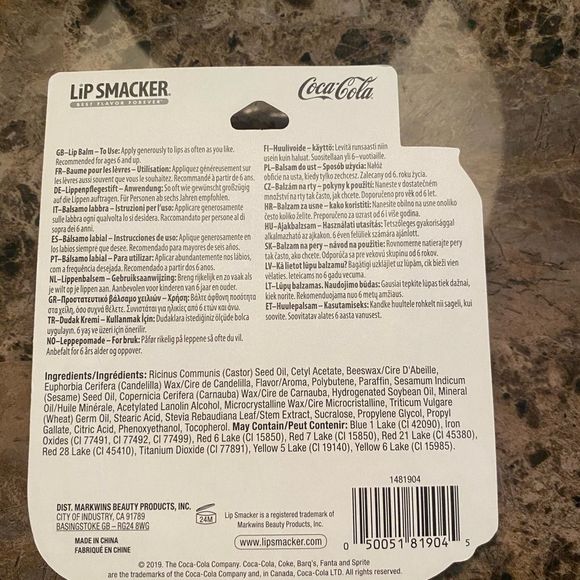 LiP SMACKER®
BEST FLAVOR FOREVER®
Coca-Cola
GB–Lip Balm – To Use: Apply generously to lips as often as you like.
Recommended for ages 6 and up.
FR–Baume pour les lèvres – Utilisation: Appliquez généreusement
sur les lèvres aussi souvent que vous le souhaitez. Recommandé à partir de 6 ans.
DE–Lippenpflegestift – Anwendung: So oft wie gewünscht großzügig
auf die Lippen auftragen. Für Personen ab sechs Jahren empfohlen.
IT–Balsamo labbra – Istruzioni per l'uso: Applicare generosamente
sulle labbra ogni qualvolta lo si desidera. Raccomandato per persone al di
sopra dei 6 anni.
ES–Bálsamo labial – Instrucciones de uso: Aplicar generosamente en
los labios siempre que desee. Recomendado para mayores de seis años.
PT–Bálsamo labial – Para utilizar: Aplicar abundantemente nos lábios,
com a frequência desejada. Recomendado a partir dos 6 anos.
NL–Lippenbalsem – Gebruiksaanwijzing: Breng rijkelijk en zo vaak als
je wilt op je lippen aan. Aanbevolen voor kinderen van 6 jaar en ouder.
GR–Προστατευτικό βάλσαμο χειλιών – Χρήση: Βάλτε άφθονη ποσότητα
στα χείλη, όσο συχνά θέλετε. Συνιστάται για ηλικίες από 6 ετών και άνω.
TR–Dudak Kremi – Kullanmak İçin: Dudaklara istediğiniz ölçüde bolca
uygulayın. 6 yaş ve üzeri için önerilir.
NO–Leppepomade – For bruk: Påfør rikelig på leppene så ofte du vil.
Anbefalt for 6 års alder og oppover.
FI–Huulivoide – käyttö: Levitä runsaasti niin
usein kuin haluat. Suositellaan yli 6-vuotiaille.
PL–Balsam do ust – Sposób użycia: Nałóż
obficie na usta, kiedy tylko zechcesz. Zalecany od 6. roku życia.
CZ–Balzám na rty – pokyny k použití: Naneste v dostatečném
množství na rty tak často, jak chcete. Doporučeno pro věk od 6 let.
HR–Balzam za usne – kako koristiti: Nanesite obilno na usne onoliko
često koliko želite. Preporučeno za uzrast od 6 i više godina.
HU–Ajakbalzsam – Használati utasítás: Tetszőleges gyakorisággal
alkalmazható az ajkakon. 6 éven felüliek számára ajánlott.
SK–Balzam na pery – návod na použitie: Rovnomerne natierajte pery
tak často, ako chcete. Odporúča sa pre vekovú skupinu od 6 rokov.
LV–Kā lietot lūpu balzamu? Bagātīgi uzklājiet uz lūpām, cik bieži vien
vēlaties. Ieteicams no 6 gadu vecuma.
LT–Lūpų balzamas. Naudojimo būdas: Gausiai tepkite lūpas tiek dažnai,
kiek norite. Rekomenduojama nuo 6 metų amžiaus.
ET–Huulepalsam – Kasutamiseks: Kandke huultele rohkelt nii sageli, kui
soovite. Soovitatav alates 6 aasta vanusest.
Ingredients/Ingrédients: Ricinus Communis (Castor) Seed Oil, Cetyl Acetate, Beeswax/Cire D'Abeille,
Euphorbia Cerifera (Candelilla) Wax/Cire de Candelilla, Flavor/Aroma, Polybutene, Paraffin, Sesamum Indicum
(Sesame) Seed Oil, Copernicia Cerifera (Carnauba) Wax/Cire de Carnauba, Hydrogenated Soybean Oil, Mineral
Oil/Huile Minérale, Acetylated Lanolin Alcohol, Microcrystalline Wax/Cire Microcristalline, Triticum Vulgare
(Wheat) Germ Oil, Stearic Acid, Stevia Rebaudiana Leaf/Stem Extract, Sucralose, Propylene Glycol, Propyl
Gallate, Citric Acid, Phenoxyethanol, Tocopherol. May Contain/Peut Contenir: Blue 1 Lake (CI 42090), Iron
Oxides (CI 77491, CI 77492, CI 77499), Red 6 Lake (CI 15850), Red 7 Lake (CI 15850), Red 21 Lake (CI 45380),
Red 28 Lake (CI 45410), Titanium Dioxide (CI 77891), Yellow 5 Lake (CI 19140), Yellow 6 Lake (CI 15985).
1481904
DIST. MARKWINS BEAUTY PRODUCTS, INC.
CITY OF INDUSTRY, CA 91789
BASINGSTOKE GB – RG24 8WG
MADE IN CHINA
FABRIQUÉ EN CHINE
24M
Lip Smacker is a registered trademark of
Markwins Beauty Products, Inc.
www.lipsmacker.com
0 50051 81904 5
© 2019. The Coca-Cola Company. Coca-Cola, Coke, Barq's, Fanta and Sprite
are the trademarks of the Coca-Cola Company and, in Canada, Coca-Cola LTD. All rights reserved.